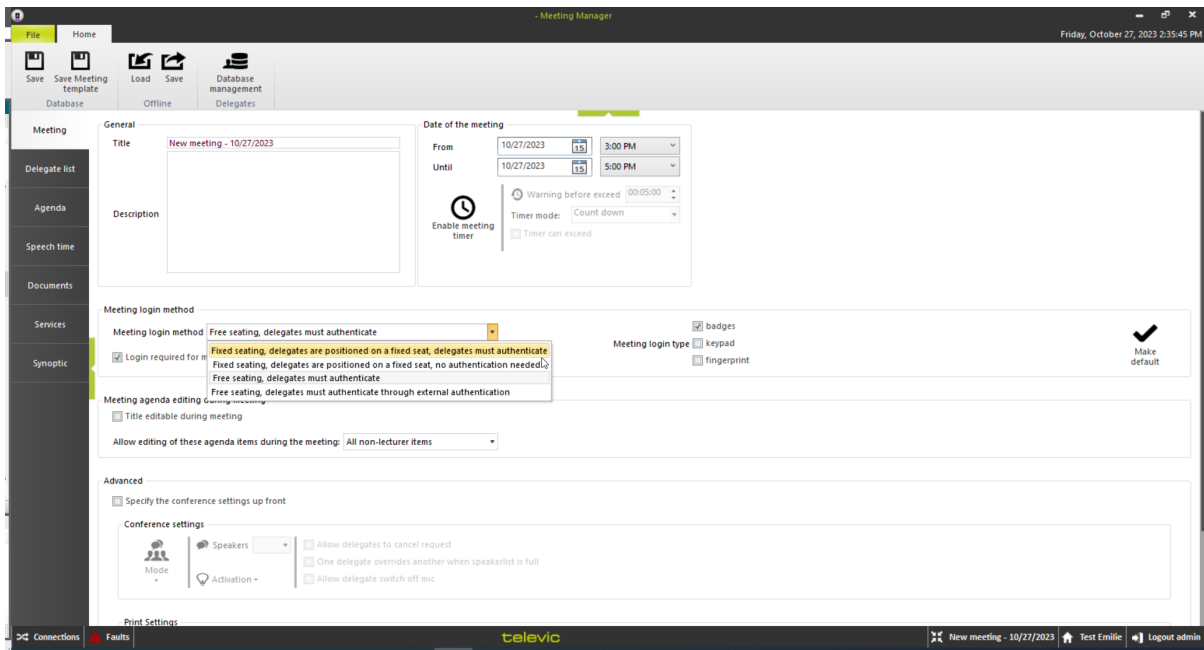 - Meeting Manager
File Home
Friday, October 27, 2023 2:35:45 PM
Save
Save Meeting template
Load
Save
Database management
Database
Offline
Delegates
Meeting
Delegate list
Agenda
Speech time
Documents
Services
Synoptic
General
Title New meeting - 10/27/2023
Description
Date of the meeting
From 10/27/2023 15 3:00 PM
Until 10/27/2023 15 5:00 PM
Enable meeting timer
Warning before exceed 00:05:00
Timer mode: Count down
Timer can exceed
Meeting login method
Meeting login method Free seating, delegates must authenticate
Login required for m
Fixed seating, delegates are positioned on a fixed seat, delegates must authenticate
Fixed seating, delegates are positioned on a fixed seat, no authentication needed
Free seating, delegates must authenticate
Free seating, delegates must authenticate through external authentication
Meeting login type
badges
keypad
fingerprint
Make default
Meeting agenda editing during meeting
Title editable during meeting
Allow editing of these agenda items during the meeting: All non-lecturer items
Advanced
Specify the conference settings up front
Conference settings
Mode
Speakers
Activation
Allow delegates to cancel request
One delegate overrides another when speakerlist is full
Allow delegate switch off mic
Print Settings
Connections Faults televic New meeting - 10/27/2023 Test Emilie Logout admin